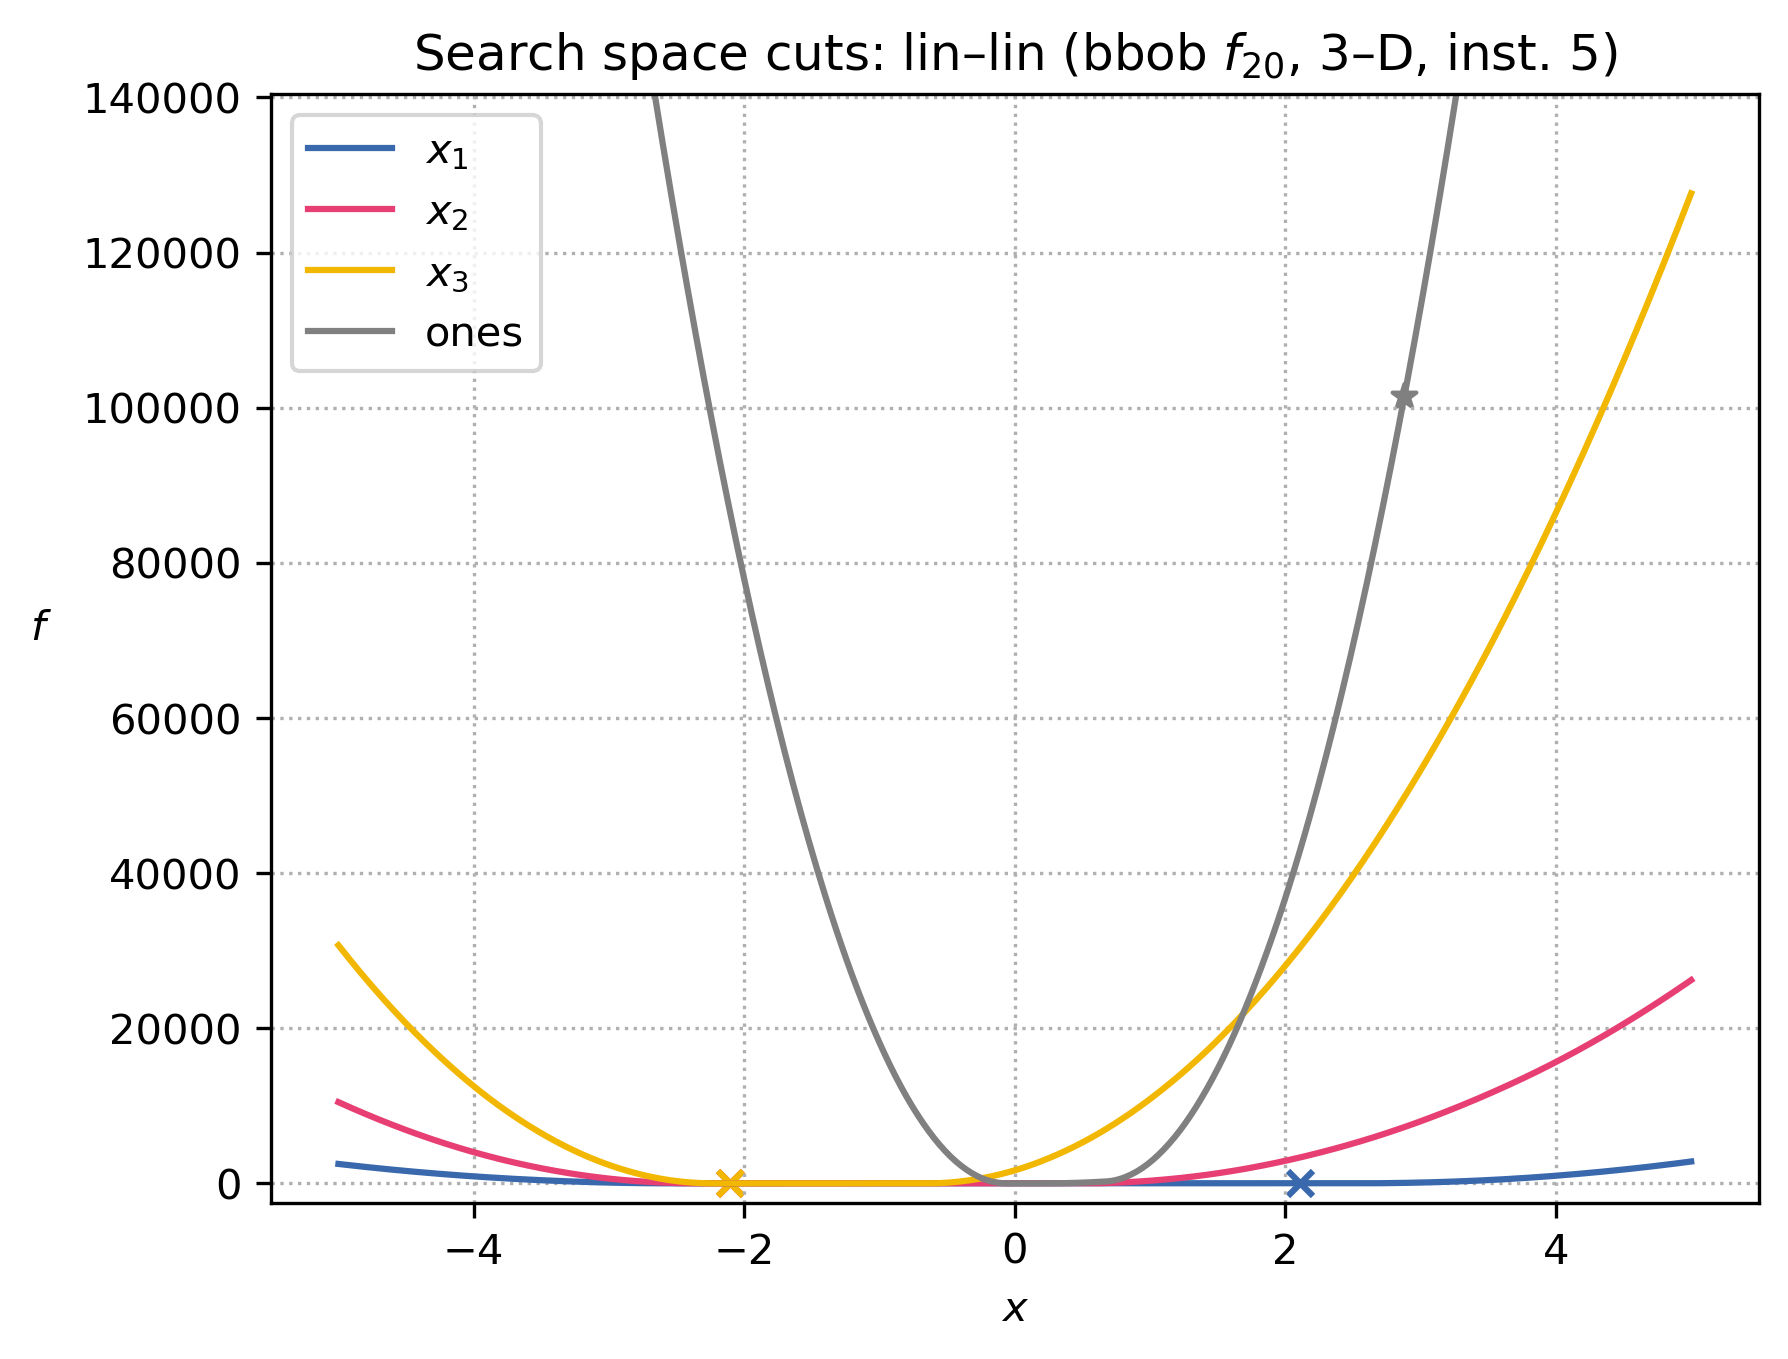 Search space cuts: lin–lin (bbob f₂₀, 3–D, inst. 5)
140000
120000
100000
80000
60000
40000
20000
0
f
x₁
x₂
x₃
ones
−4 −2 0 2 4
x